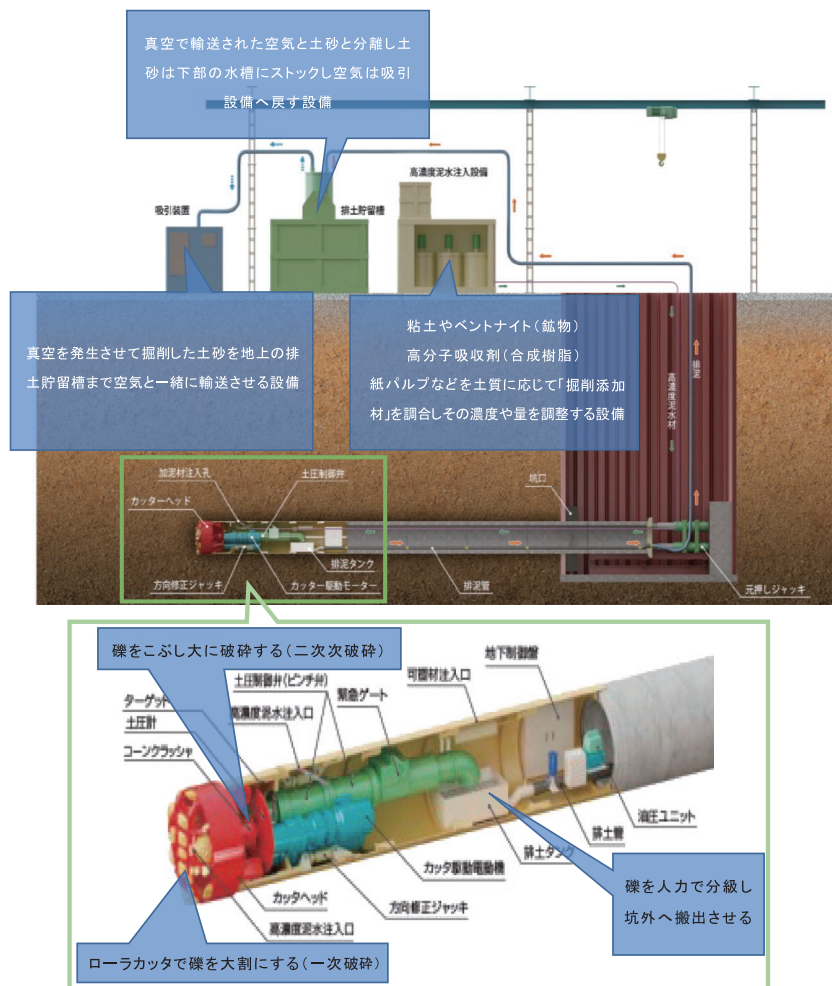 真空で輸送された空気と土砂と分離し土
砂は下部の水槽にストックし空気は吸引
設備へ戻す設備
高濃度泥水注入設備
吸引装置
排土貯留槽
真空を発生させて掘削した土砂を地上の排
土貯留槽まで空気と一緒に輸送させる設備
粘土やベントナイト(鉱物)
高分子吸収剤(合成樹脂)
紙パルプなどを土質に応じて「掘削添加
材」を調合しその濃度や量を調整する設備
排泥
高濃度泥水材
坑口
加泥材注入孔
土圧制御弁
カッターヘッド
排泥タンク
方向修正ジャッキ
カッター駆動モーター
排泥管
元押しジャッキ
礫をこぶし大に破砕する(二次次破砕)
地下制御盤
可塑材注入口
土圧制御弁(ピンチ弁)
緊急ゲート
ターゲット
高濃度泥水注入口
土圧計
コーンクラッシャ
油圧ユニット
排土管
排土タンク
カッタ駆動電動機
カッタヘッド
方向修正ジャッキ
高濃度泥水注入口
礫を人力で分級し
坑外へ搬出させる
ローラカッタで礫を大割にする(一次破砕)